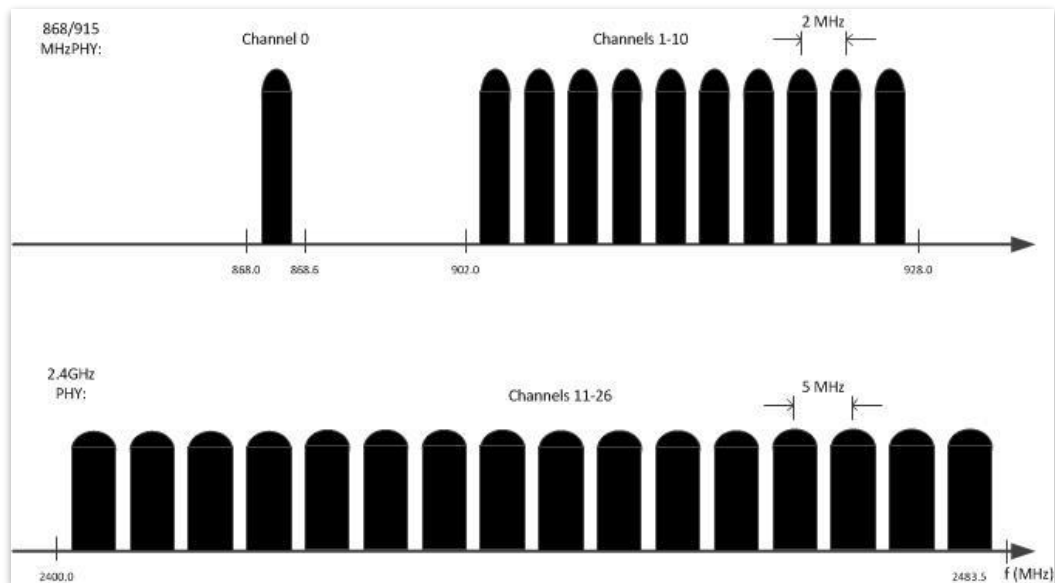 868/915
MHzPHY:
Channel 0
Channels 1-10
2 MHz
868.0
868.6
902.0
928.0
2.4GHz
PHY:
Channels 11-26
5 MHz
2400.0
2483.5
f (MHz)